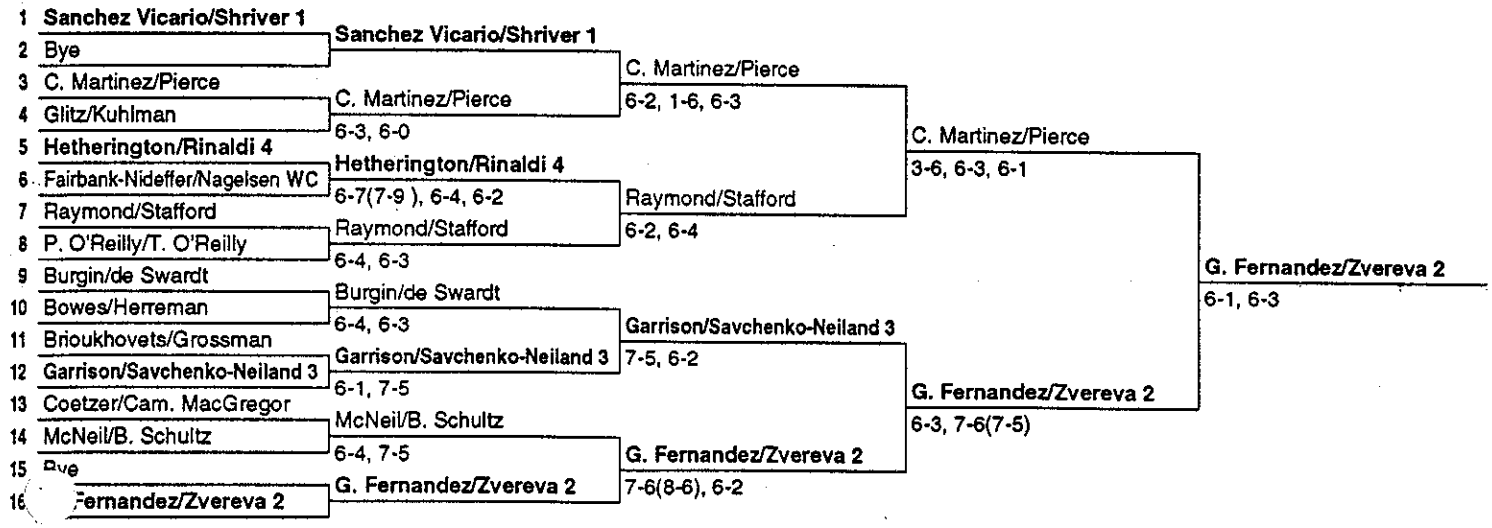 1 Sanchez Vicario/Shriver 1
2 Bye
3 C. Martinez/Pierce
4 Glitz/Kuhlman
5 Hetherington/Rinaldi 4
6 Fairbank-Nideffer/Nagelsen WC
7 Raymond/Stafford
8 P. O'Reilly/T. O'Reilly
9 Burgin/de Swardt
10 Bowes/Herreman
11 Brioukhovets/Grossman
12 Garrison/Savchenko-Neiland 3
13 Coetzer/Cam. MacGregor
14 McNeil/B. Schultz
15 Bye
16 Fernandez/Zvereva 2
Sanchez Vicario/Shriver 1
C. Martinez/Pierce
6-3, 6-0
Hetherington/Rinaldi 4
6-7(7-9 ), 6-4, 6-2
Raymond/Stafford
6-4, 6-3
Burgin/de Swardt
6-4, 6-3
Garrison/Savchenko-Neiland 3
6-1, 7-5
McNeil/B. Schultz
6-4, 7-5
G. Fernandez/Zvereva 2
C. Martinez/Pierce
6-2, 1-6, 6-3
Raymond/Stafford
6-2, 6-4
Garrison/Savchenko-Neiland 3
7-5, 6-2
G. Fernandez/Zvereva 2
7-6(8-6), 6-2
C. Martinez/Pierce
3-6, 6-3, 6-1
G. Fernandez/Zvereva 2
6-3, 7-6(7-5)
G. Fernandez/Zvereva 2
6-1, 6-3